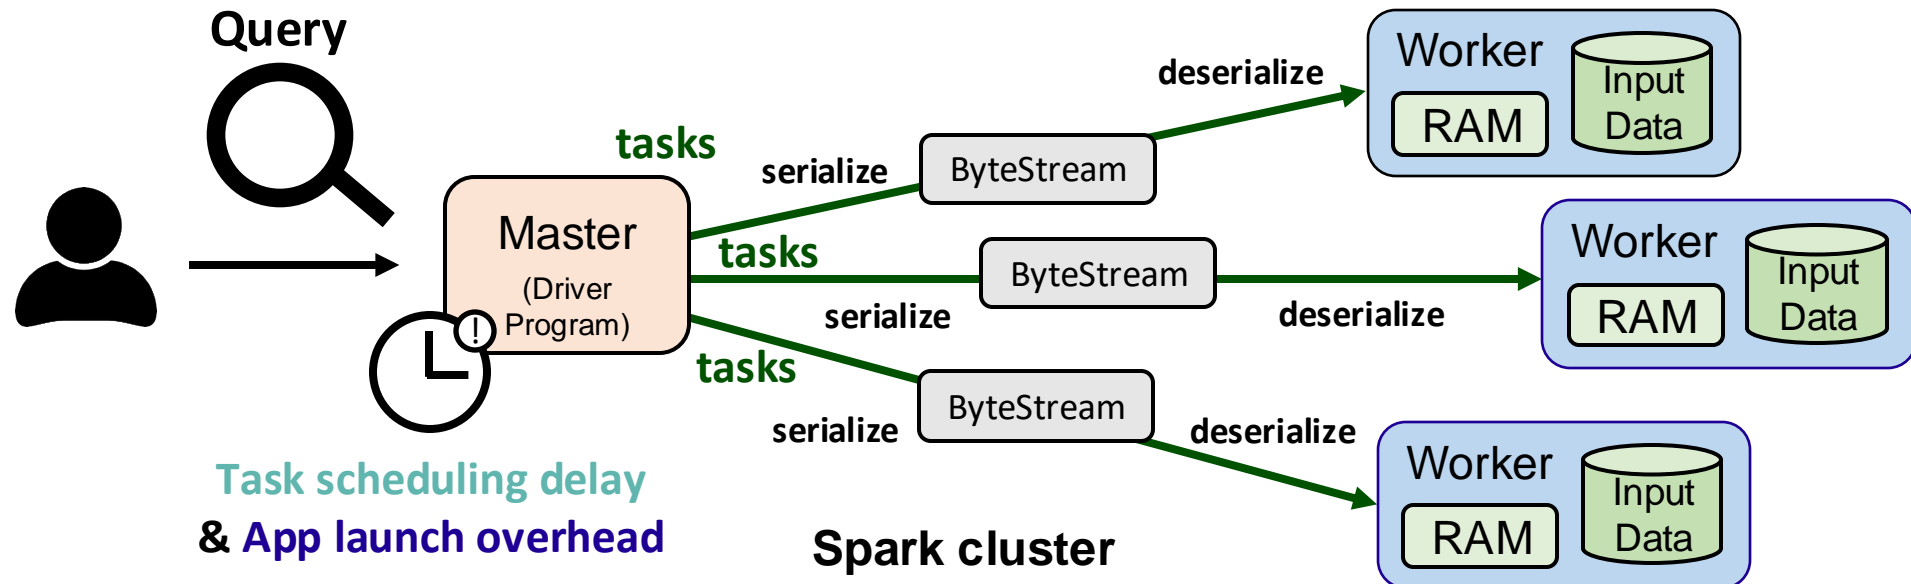 Query
Master
(Driver
Program)
!
Task scheduling delay
& App launch overhead
tasks
serialize
ByteStream
deserialize
Worker
RAM
Input
Data
tasks
serialize
ByteStream
deserialize
Worker
RAM
Input
Data
tasks
serialize
ByteStream
deserialize
Worker
RAM
Input
Data
Spark cluster